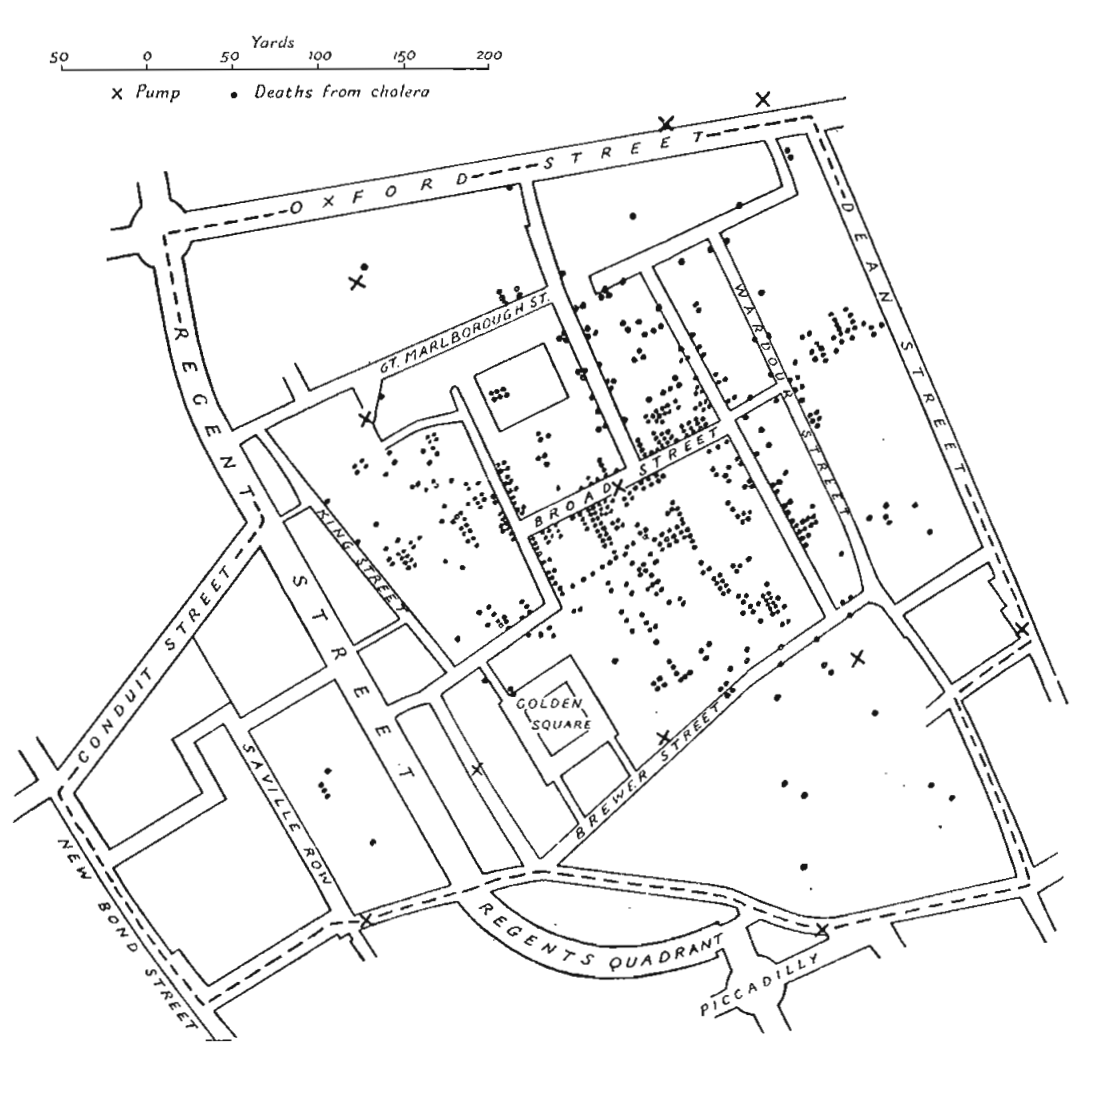 Yards
50 0 50 100 150 200
× Pump • Deaths from cholera
OXFORD STREET
DEAN STREET
REGENT STREET
GT. MARLBOROUGH ST.
WARDOUR STREET
BROAD STREET
KING STREET
CONDUIT STREET
GOLDEN
SQUARE
BREWER STREET
SAVILLE ROW
NEW BOND STREET
REGENTS QUADRANT
PICCADILLY